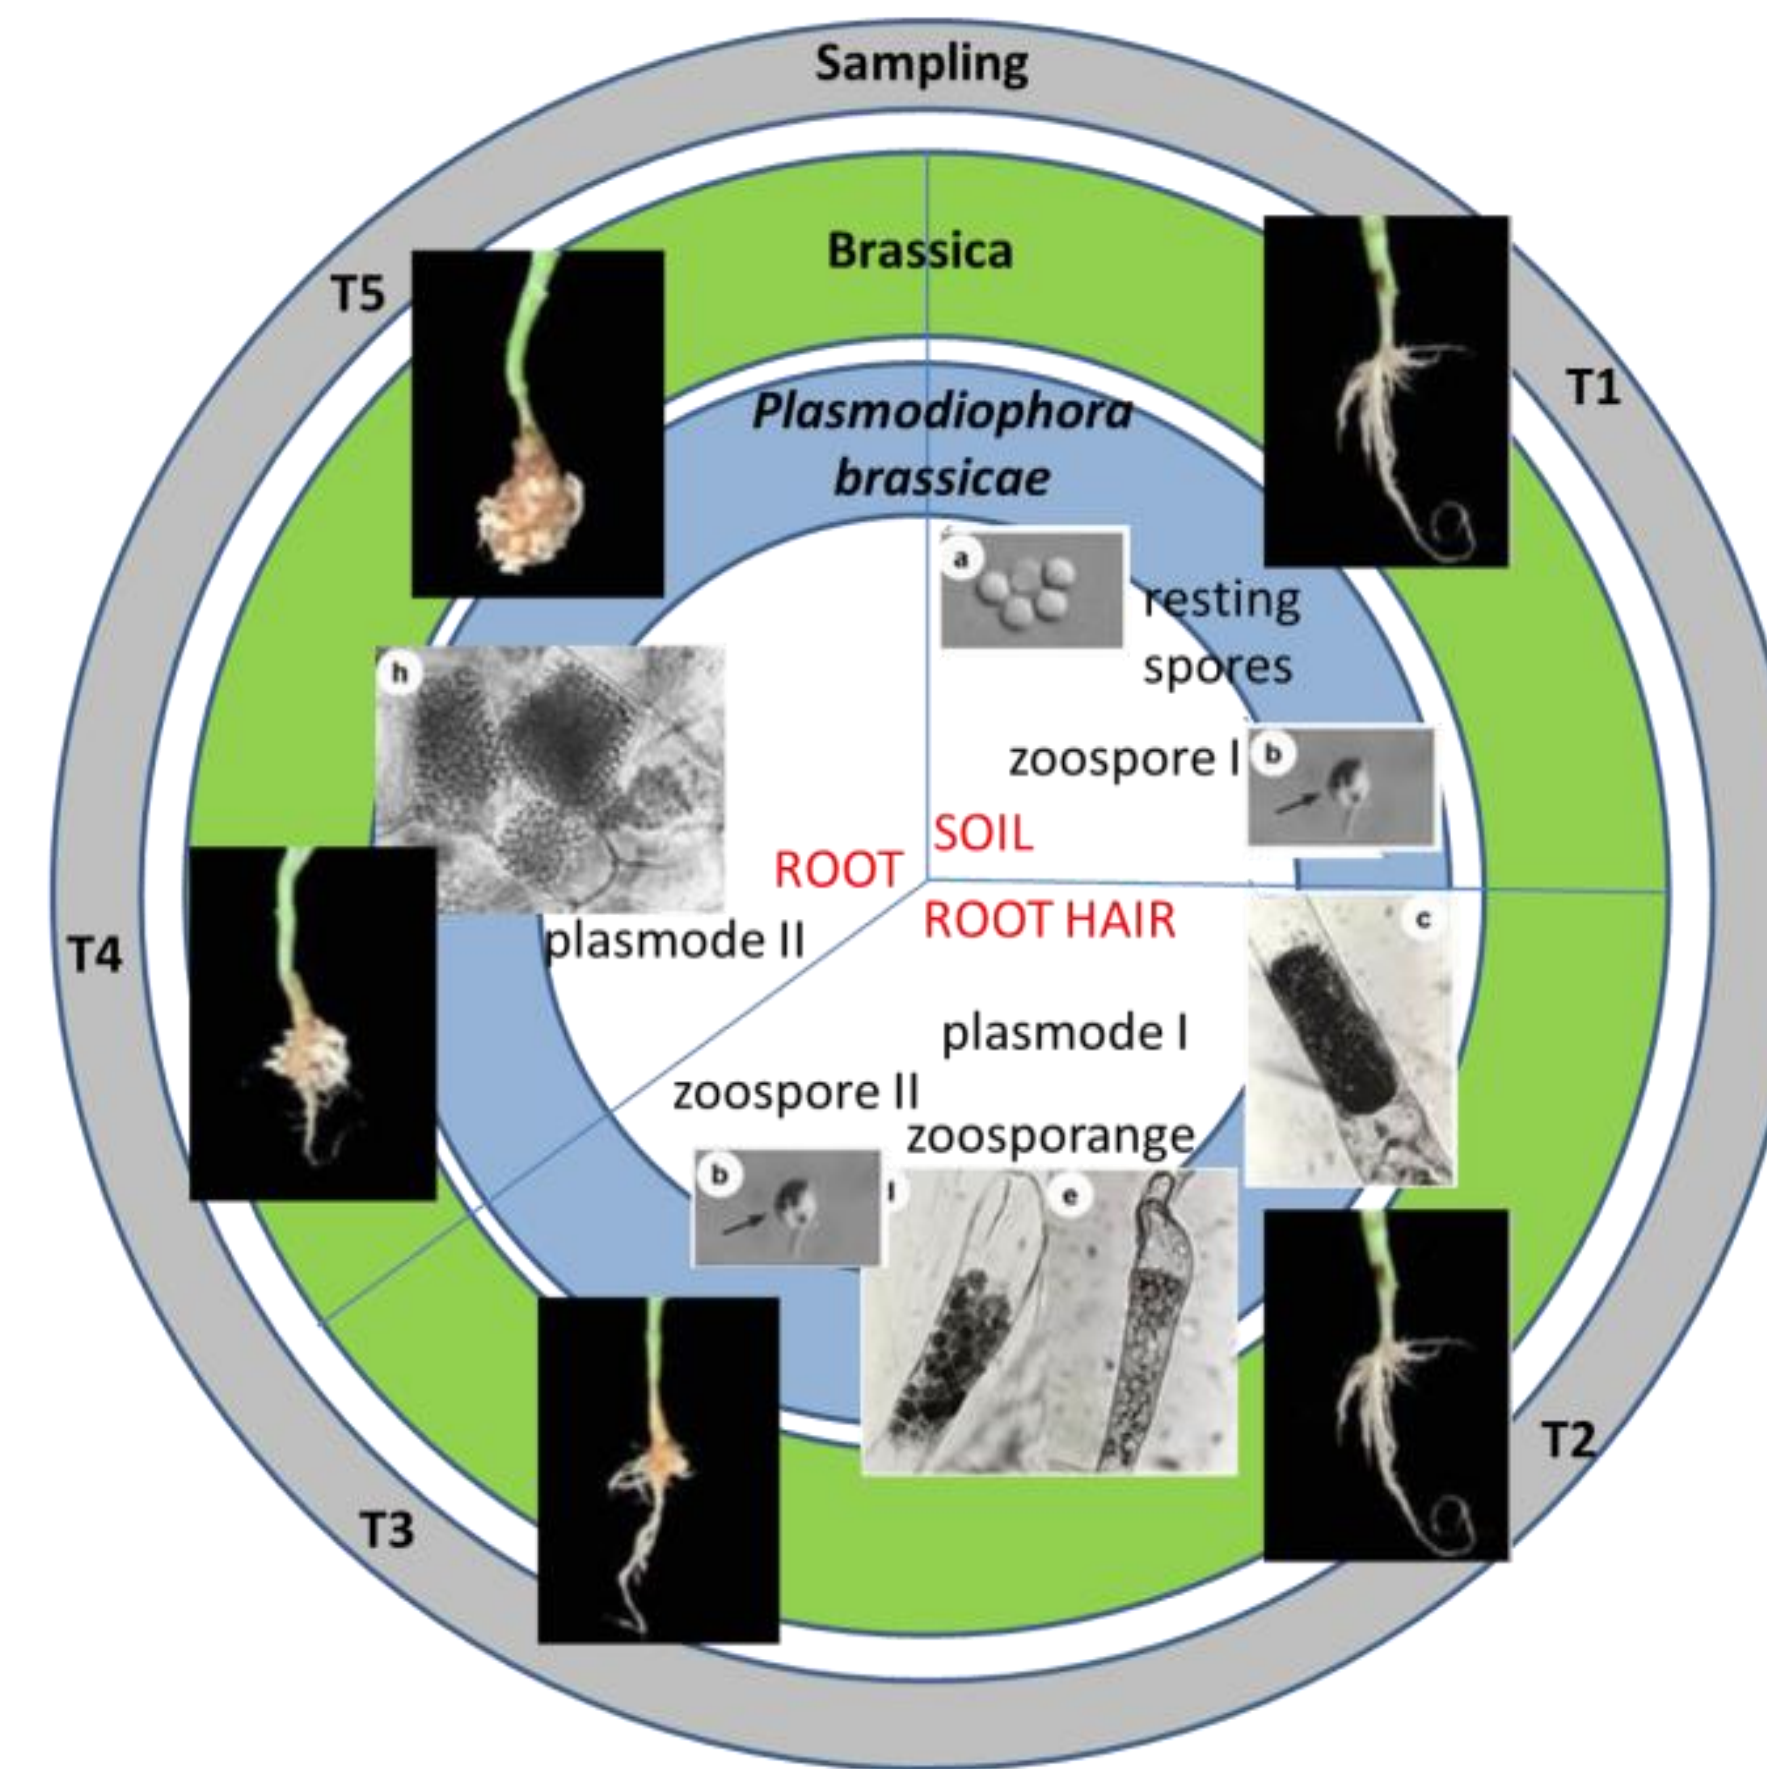 Sampling
Brassica
T5
T1
Plasmodiophora
brassicae
a
resting
spores
h
zoospore I
b
SOIL
ROOT
ROOT HAIR
c
plasmode II
T4
plasmode I
zoospore II
zoosporange
b
e
T2
T3